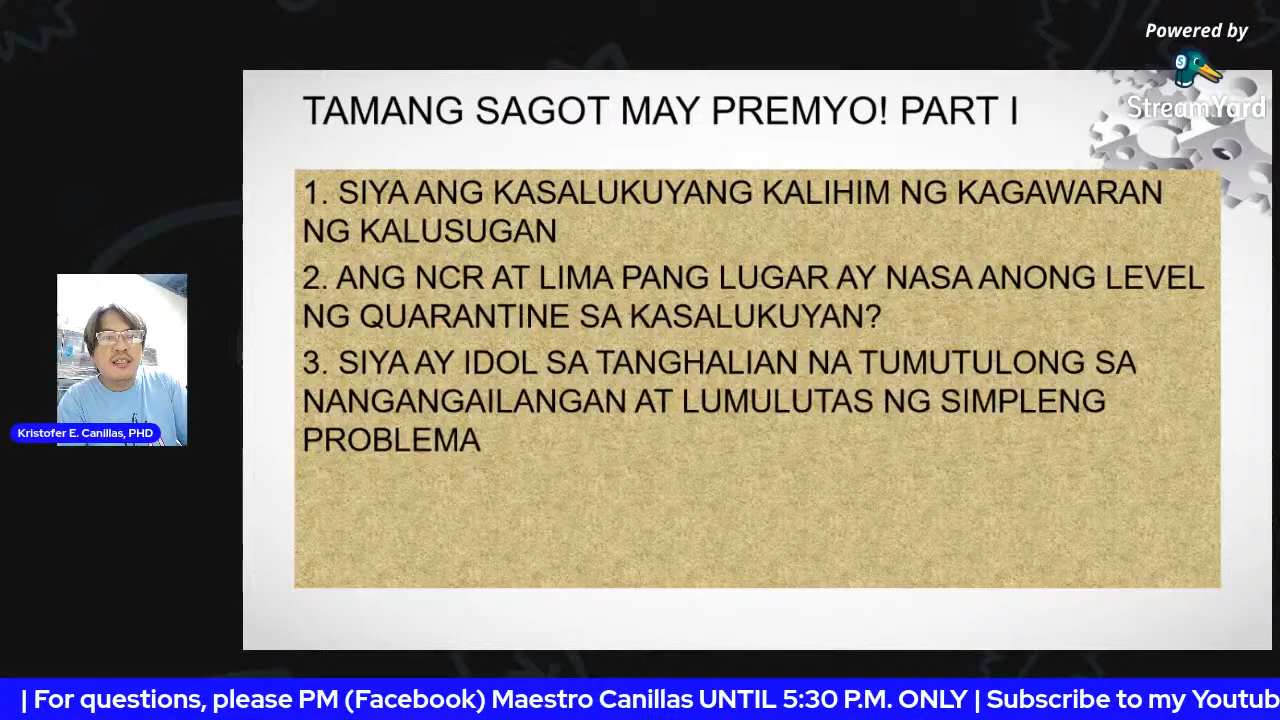 Powered by
StreamYard
TAMANG SAGOT MAY PREMYO! PART I
1. SIYA ANG KASALUKUYANG KALIHIM NG KAGAWARAN
NG KALUSUGAN
2. ANG NCR AT LIMA PANG LUGAR AY NASA ANONG LEVEL
NG QUARANTINE SA KASALUKUYAN?
3. SIYA AY IDOL SA TANGHALIAN NA TUMUTULONG SA
NANGANGAILANGAN AT LUMULUTAS NG SIMPLENG
PROBLEMA
Kristofer E. Canillas, PHD
| For questions, please PM (Facebook) Maestro Canillas UNTIL 5:30 P.M. ONLY | Subscribe to my Youtub